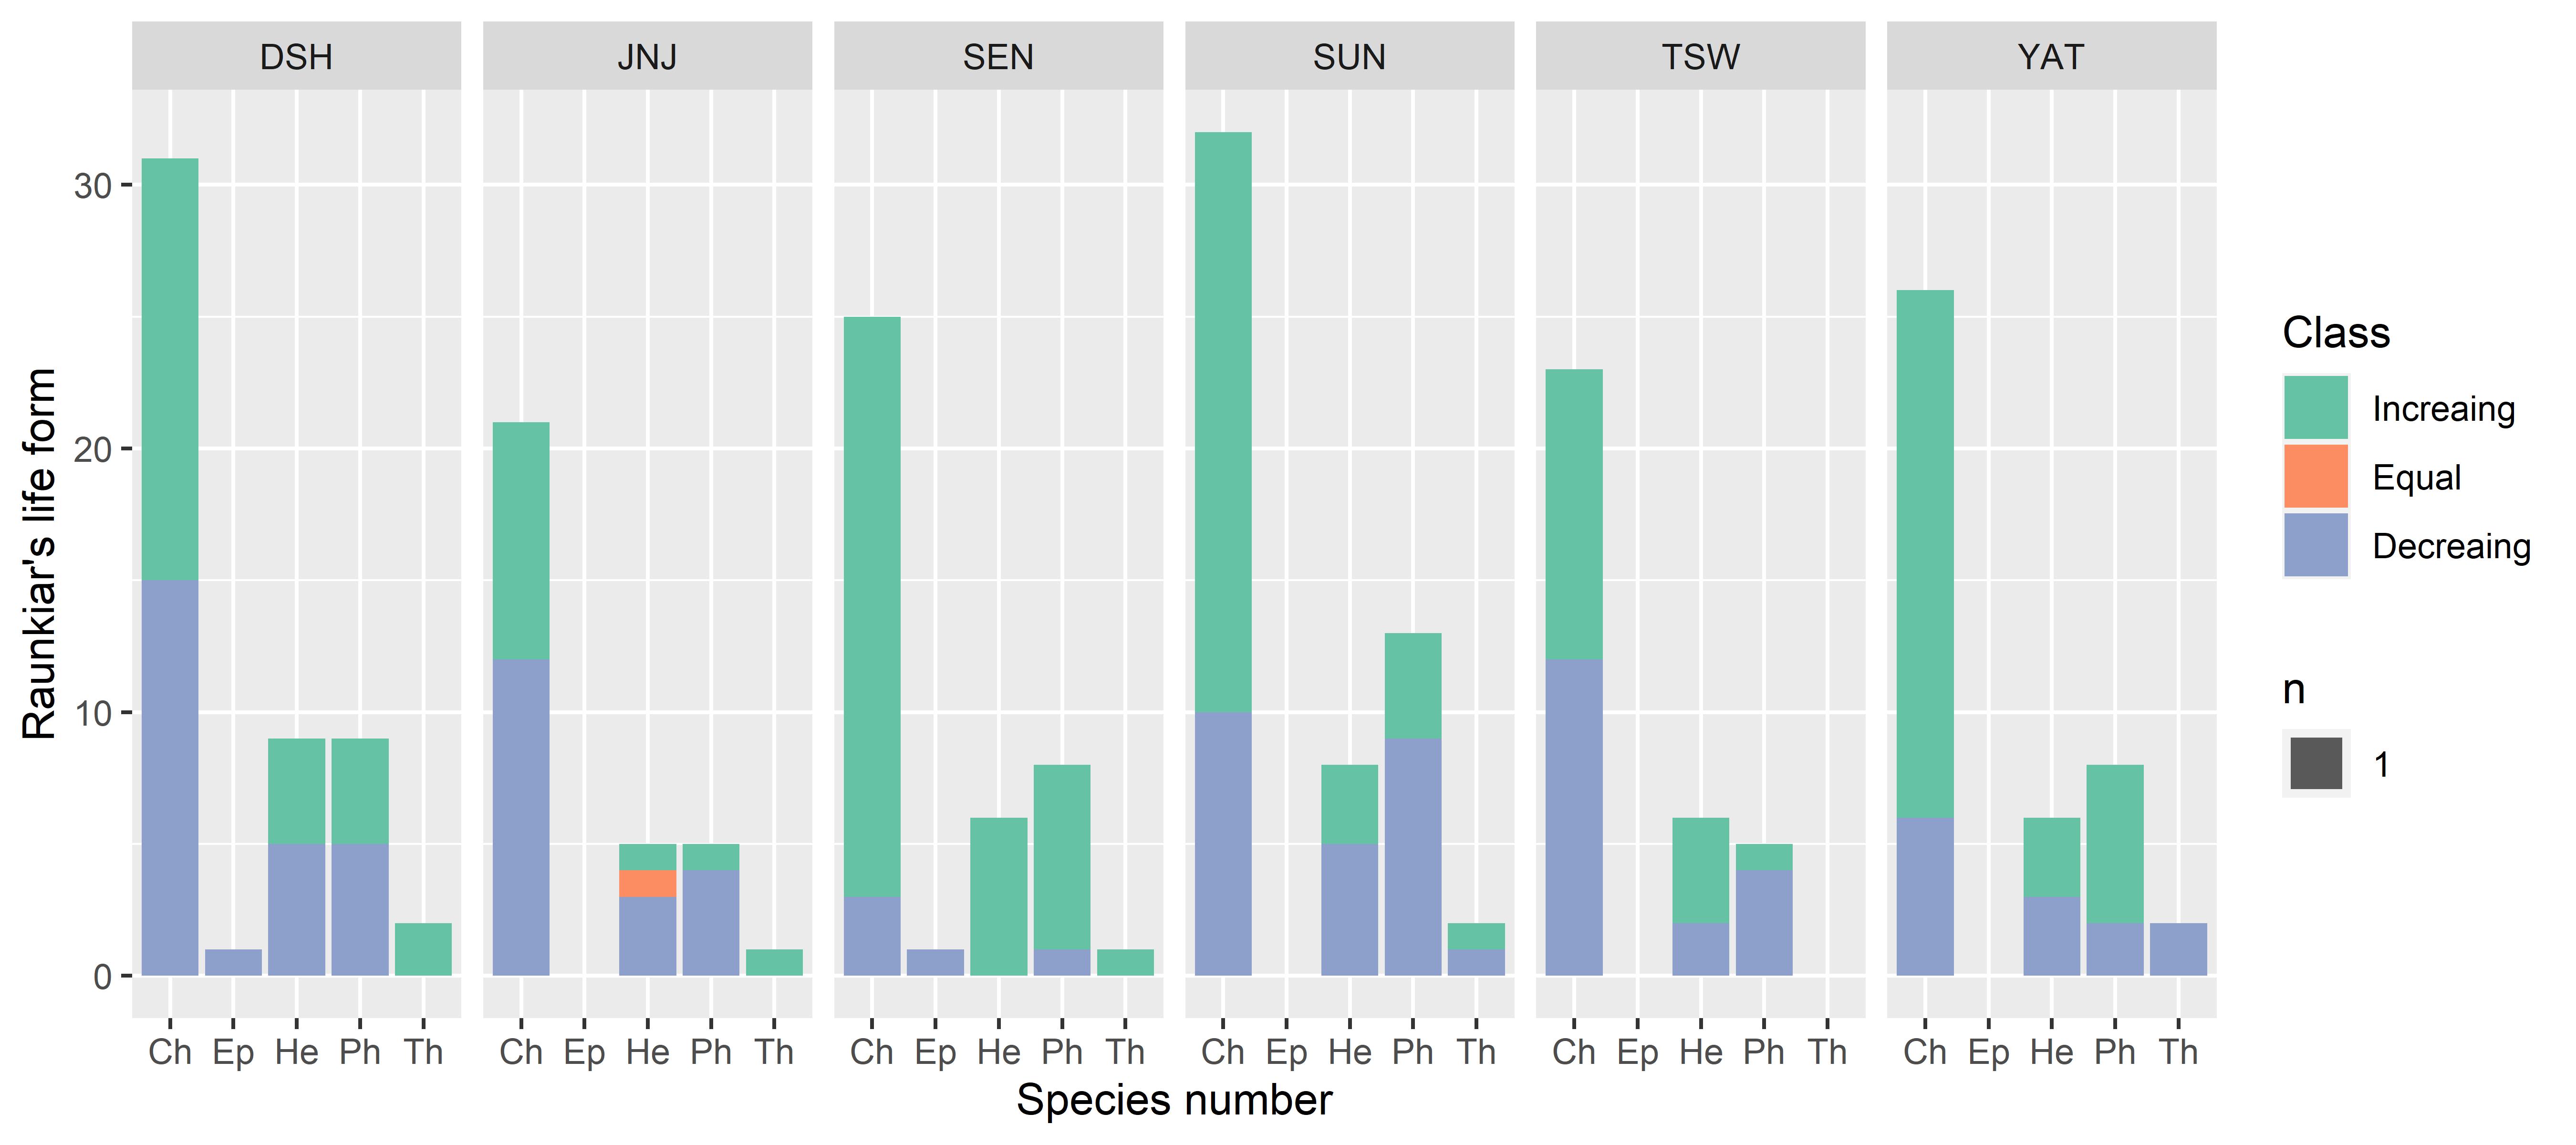 DSH JNJ SEN SUN TSW YAT
Raunkiar's life form
30
20
10
0
Ch Ep He Ph Th Ch Ep He Ph Th Ch Ep He Ph Th Ch Ep He Ph Th Ch Ep He Ph Th Ch Ep He Ph Th
Species number
Class
Increaing
Equal
Decreaing
n
1